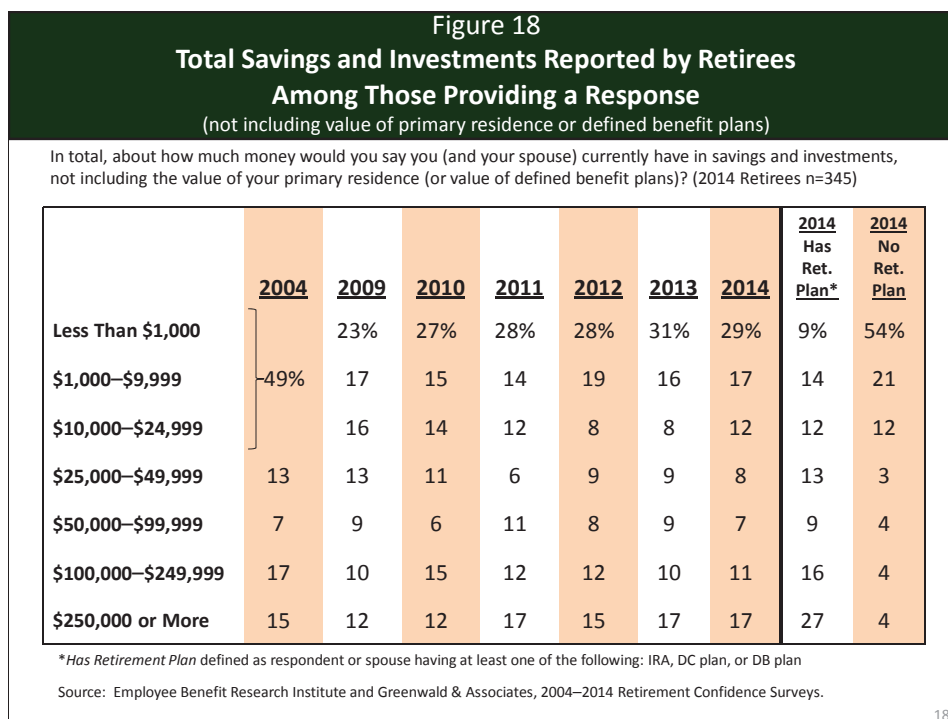 Figure 18
Total Savings and Investments Reported by Retirees
Among Those Providing a Response
(not including value of primary residence or defined benefit plans)
In total, about how much money would you say you (and your spouse) currently have in savings and investments,
not including the value of your primary residence (or value of defined benefit plans)? (2014 Retirees n=345)
2004 2009 2010 2011 2012 2013 2014 2014 Has Ret. Plan* 2014 No Ret. Plan
Less Than $1,000 23% 27% 28% 28% 31% 29% 9% 54%
$1,000–$9,999 49% 17 15 14 19 16 17 14 21
$10,000–$24,999 16 14 12 8 8 12 12 12
$25,000–$49,999 13 13 11 6 9 9 8 13 3
$50,000–$99,999 7 9 6 11 8 9 7 9 4
$100,000–$249,999 17 10 15 12 12 10 11 16 4
$250,000 or More 15 12 12 17 15 17 17 27 4
*Has Retirement Plan defined as respondent or spouse having at least one of the following: IRA, DC plan, or DB plan
Source: Employee Benefit Research Institute and Greenwald & Associates, 2004–2014 Retirement Confidence Surveys.
18